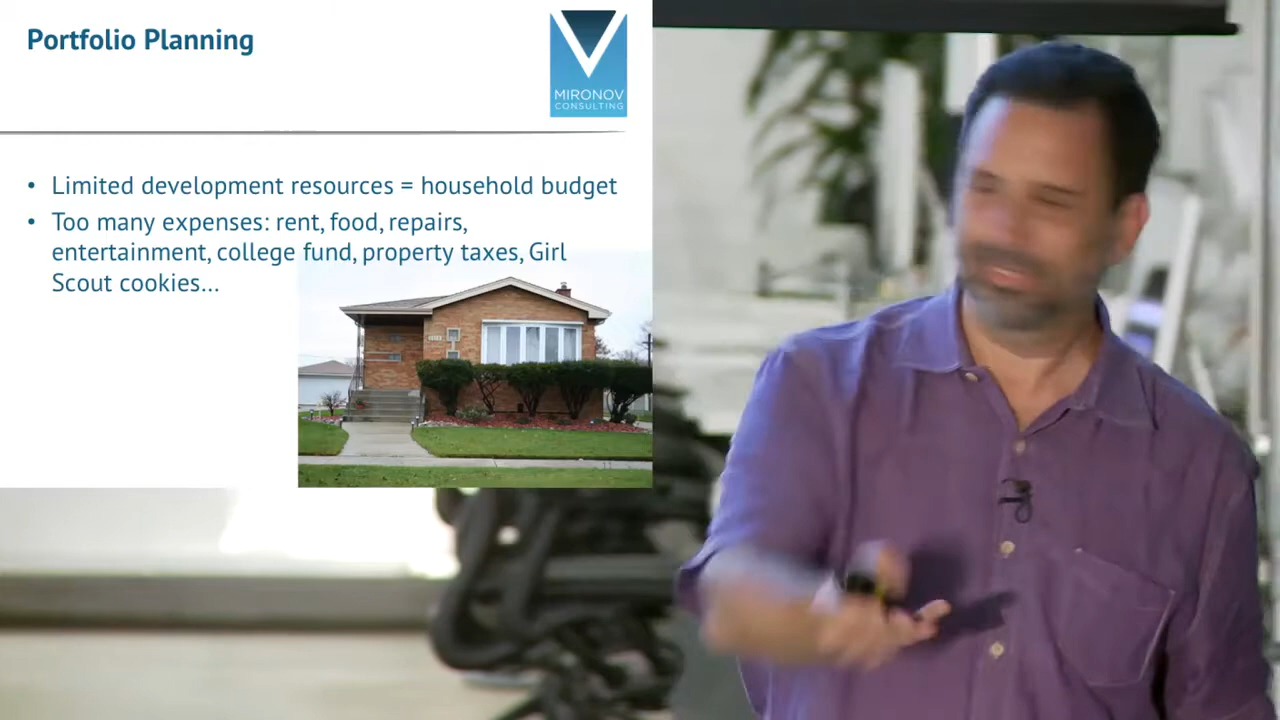 Portfolio Planning
MIRONOV
CONSULTING
• Limited development resources = household budget
• Too many expenses: rent, food, repairs,
entertainment, college fund, property taxes, Girl
Scout cookies...